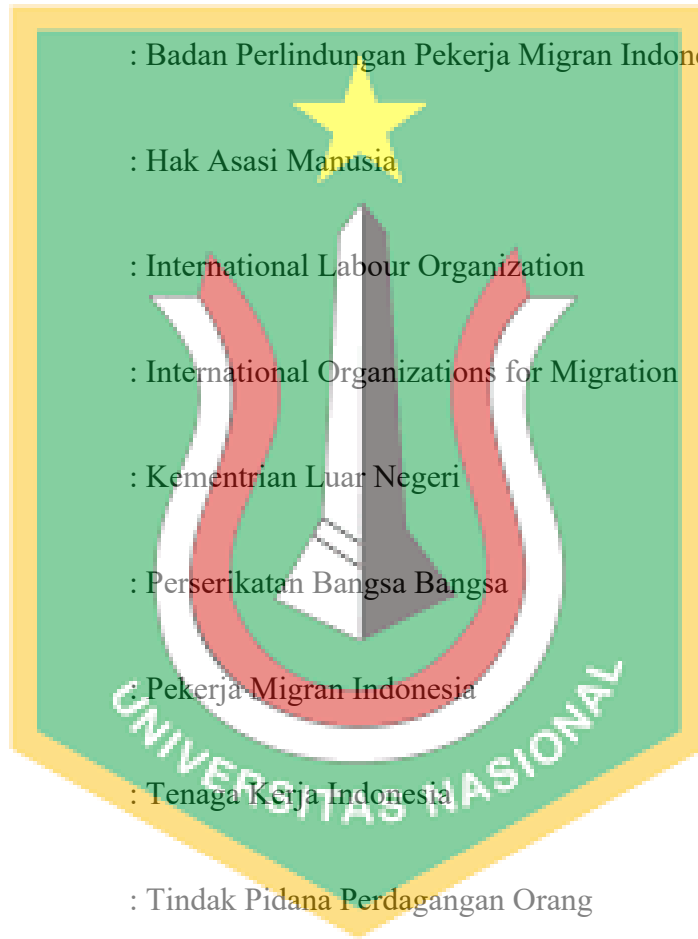 : Badan Perlindungan Pekerja Migran
: Hak Asasi Manusia
: International Labour Organization
: International Organizations for Migration
: Kementrian Luar Negeri
: Perserikatan Bangsa Bangsa
: Pekerja Migran Indonesia
UNIVERSITAS NASIONAL
: Tenaga Kerja Indonesia
: Tindak Pidana Perdagangan Orang